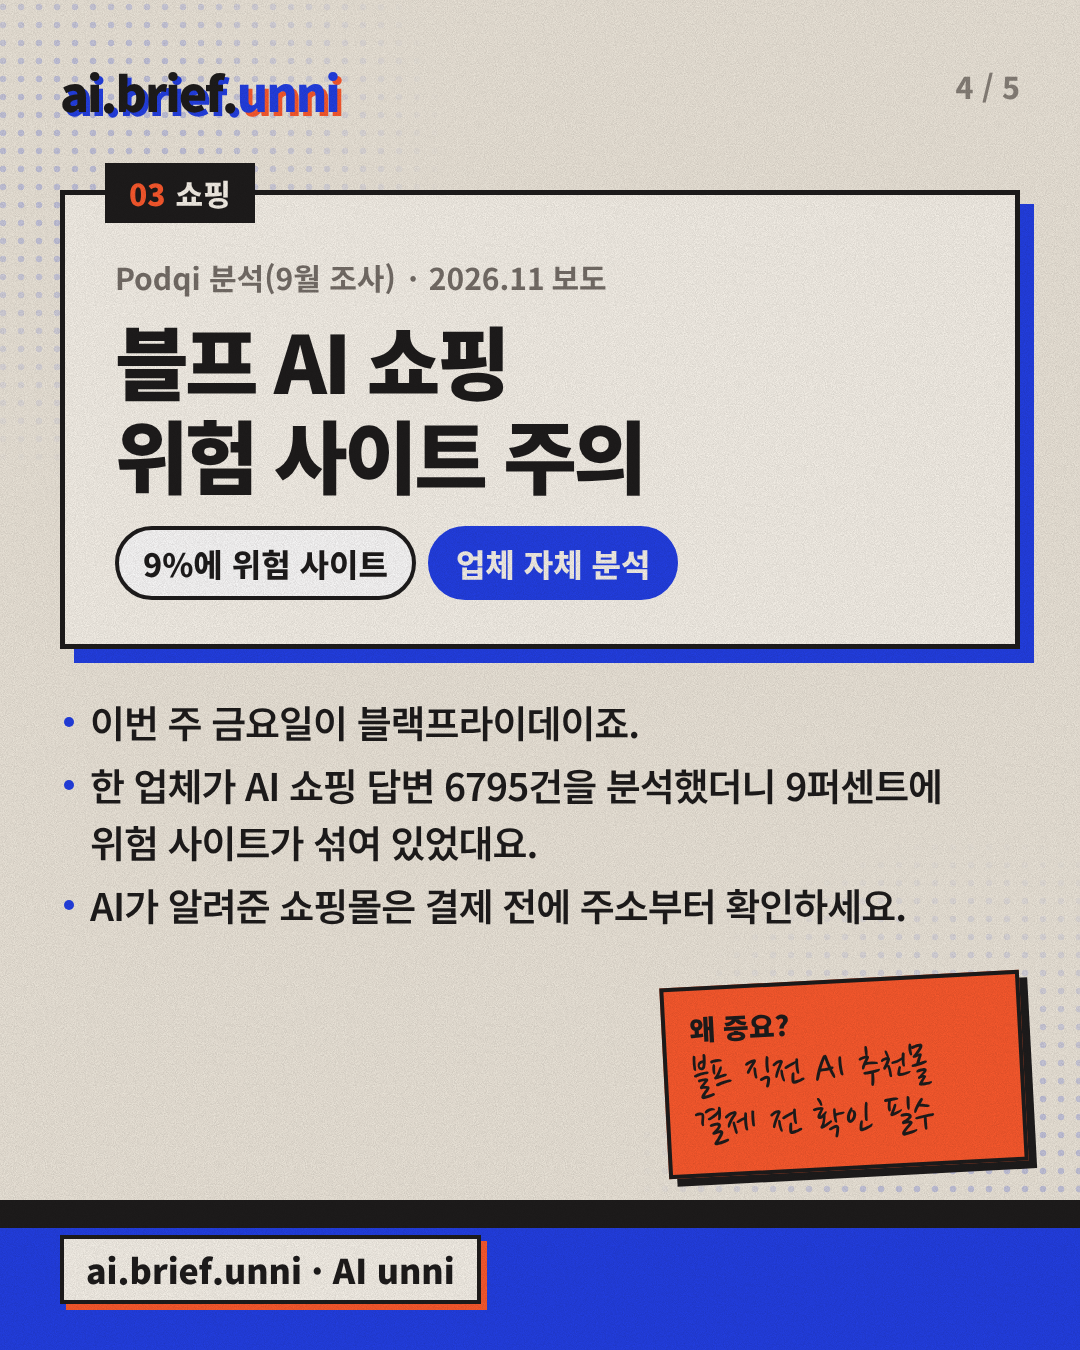 ai.brief.unni
4 / 5
03 쇼핑
Podqi 분석(9월 조사) · 2026.11 보도
블프 AI 쇼핑
위험 사이트 주의
9%에 위험 사이트
업체 자체 분석
• 이번 주 금요일이 블랙프라이데이죠.
• 한 업체가 AI 쇼핑 답변 6795건을 분석했더니 9퍼센트에
위험 사이트가 섞여 있었대요.
• AI가 알려준 쇼핑몰은 결제 전에 주소부터 확인하세요.
왜 중요?
블프 직전 AI 추천몰
결제 전 확인 필수
ai.brief.unni · AI unni